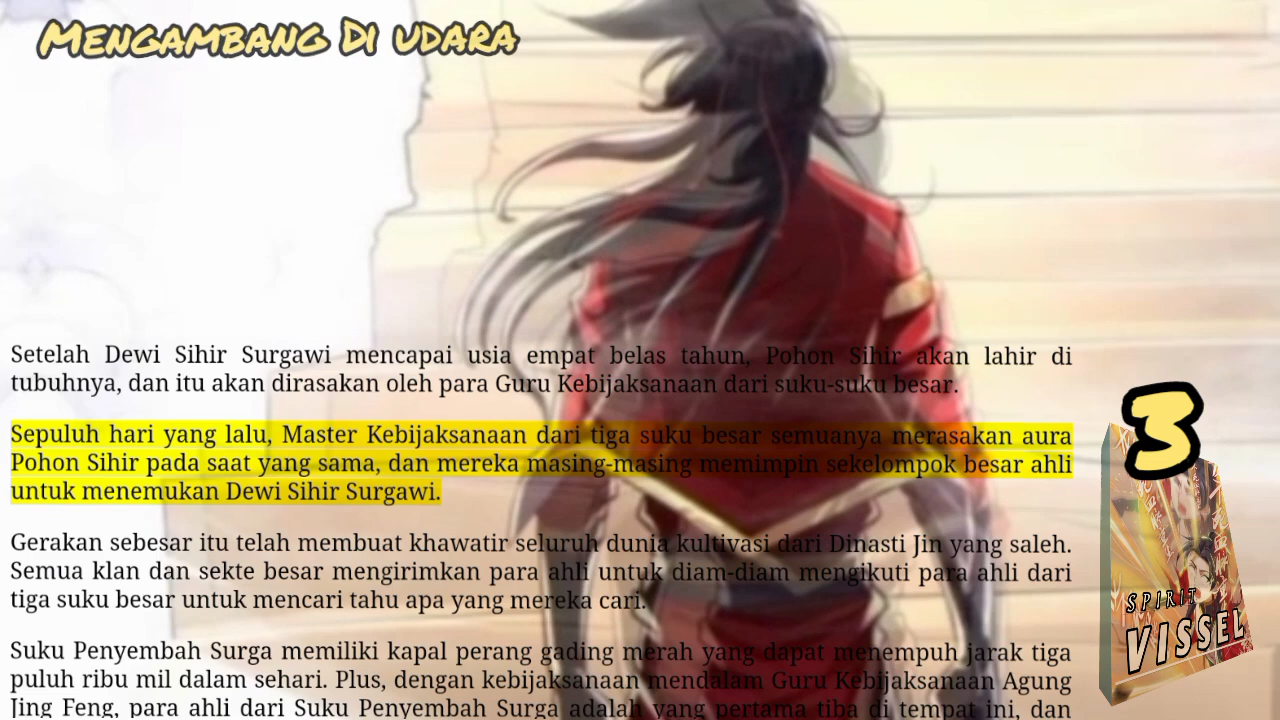 Mengambang Di udara
Setelah Dewi Sihir Surgawi mencapai usia empat belas tahun, Pohon Sihir akan lahir di
tubuhnya, dan itu akan dirasakan oleh para Guru Kebijaksanaan dari suku-suku besar.
Sepuluh hari yang lalu, Master Kebijaksanaan dari tiga suku besar semuanya merasakan aura
Pohon Sihir pada saat yang sama, dan mereka masing-masing memimpin sekelompok besar ahli
untuk menemukan Dewi Sihir Surgawi.
Gerakan sebesar itu telah membuat khawatir seluruh dunia kultivasi dari Dinasti Jin yang saleh.
Semua klan dan sekte besar mengirimkan para ahli untuk diam-diam mengikuti para ahli dari
tiga suku besar untuk mencari tahu apa yang mereka cari.
Suku Penyembah Surga memiliki kapal perang gading merah yang dapat menempuh jarak tiga
puluh ribu mil dalam sehari. Plus, dengan kebijaksanaan mendalam Guru Kebijaksanaan Agung
Jing Feng, para ahli dari Suku Penyembah Surga adalah yang pertama tiba di tempat ini, dan
3
SPIRIT
VISSEL